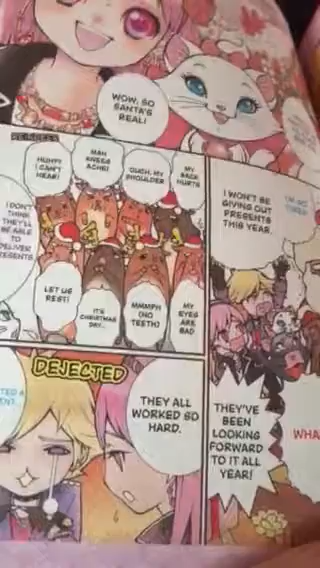 WOW, SO
SANTA'S
REAL!
I WON'T BE
GIVING OUT
PRESENTS
THIS YEAR.
THEY'VE
BEEN
LOOKING
FORWARD
TO IT ALL
YEAR!
WHA
MY
BACK
HURTS
OUCH, MY
SHOULDER
MAH
KNEES
ACHE!
HUH?! I
CAN'T
HEAR!
MY
EYES
ARE
BAD
MMMPH
(NO
TEETH)
IT'S
CHRISTMAS
DAY...
LET US
REST!
I DON'T
THINK
THEY'LL
BE ABLE
TO
DEJECTED
THEY ALL
WORKED SO
HARD.